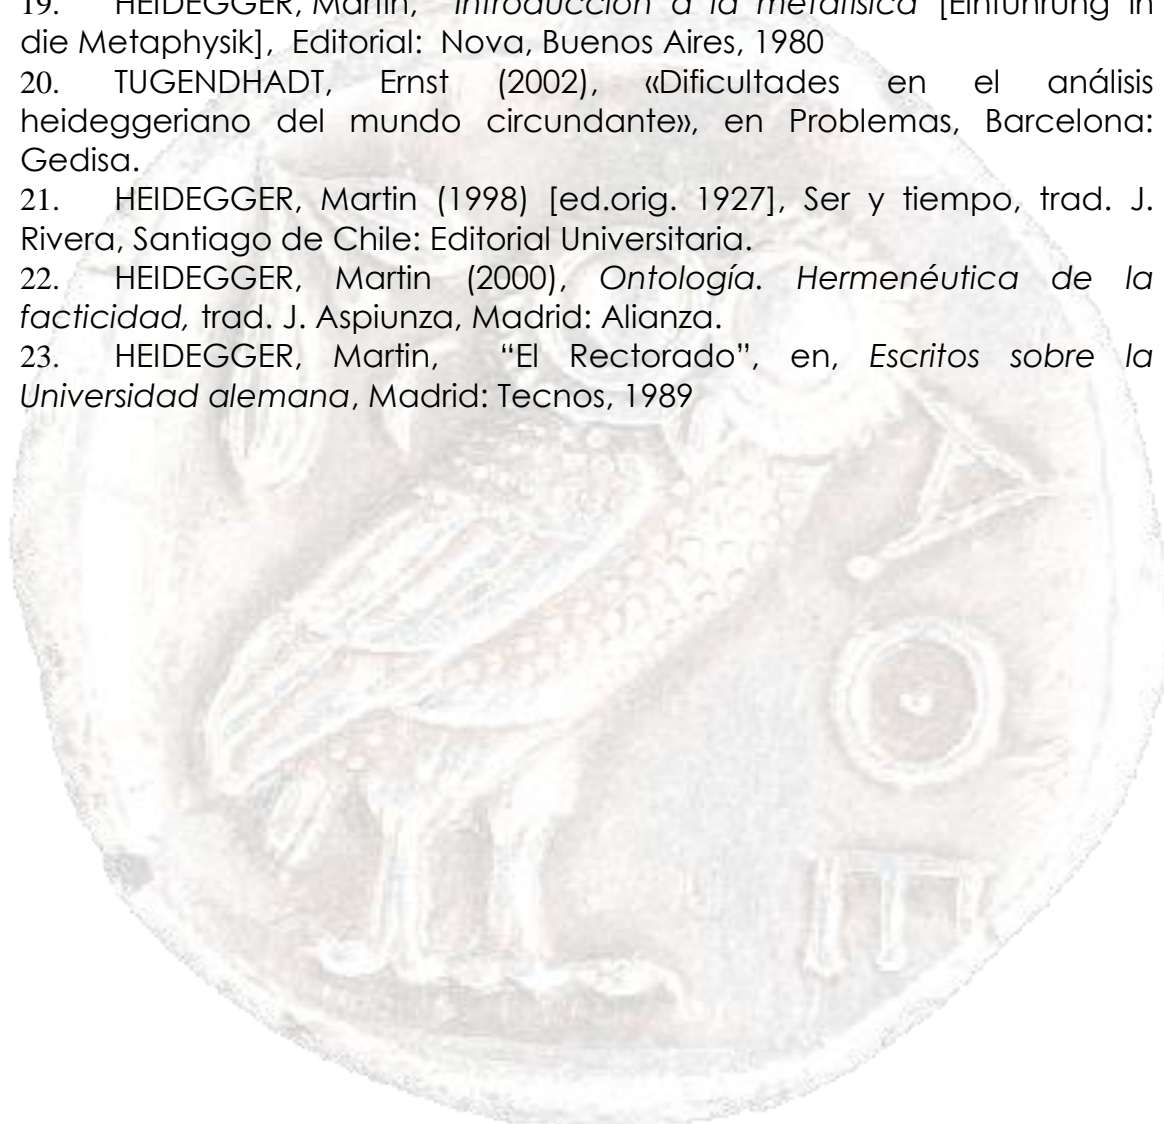 19. HEIDEGGER, Martin, Introducción a la metafísica [Einführung in
die Metaphysik], Editorial: Nova, Buenos Aires, 1980
20. TUGENDHADT, Ernst (2002), «Dificultades en el análisis
heideggeriano del mundo circundante», en Problemas, Barcelona:
Gedisa.
21. HEIDEGGER, Martin (1998) [ed.orig. 1927], Ser y tiempo, trad. J.
Rivera, Santiago de Chile: Editorial Universitaria.
22. HEIDEGGER, Martin (2000), Ontología. Hermenéutica de la
facticidad, trad. J. Aspiunza, Madrid: Alianza.
23. HEIDEGGER, Martin, “El Rectorado”, en, Escritos sobre la
Universidad alemana, Madrid: Tecnos, 1989
ΑΘΕ